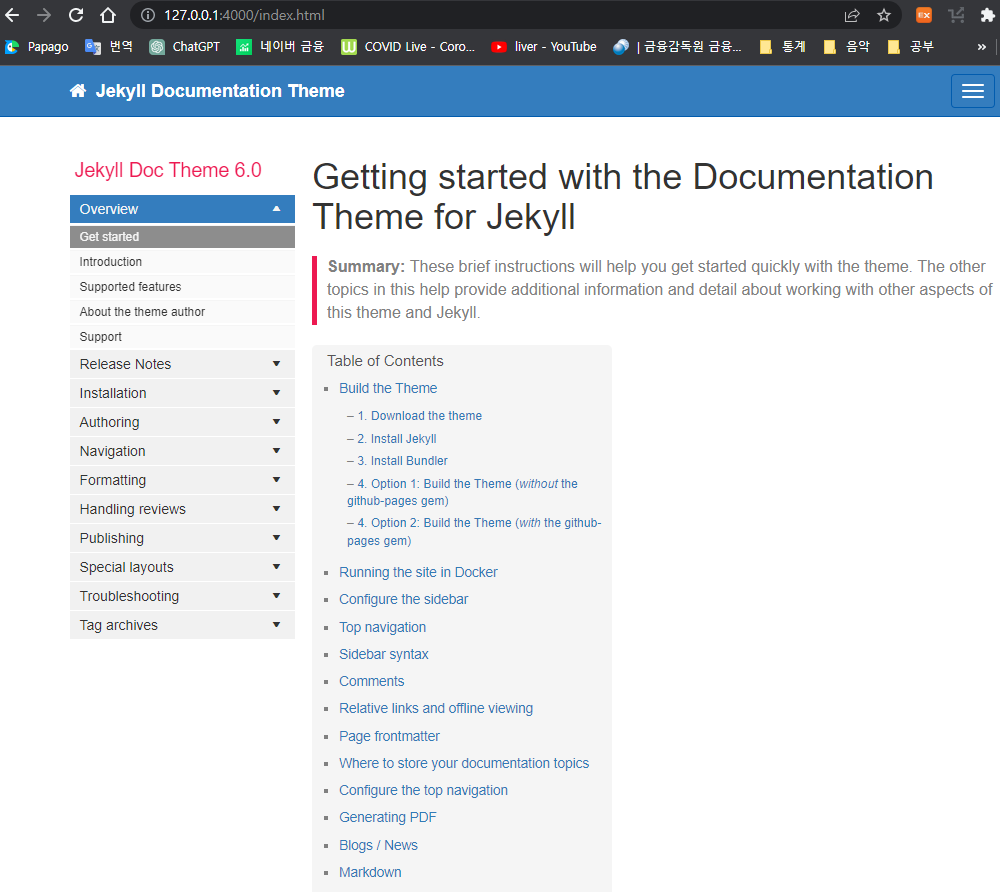 127.0.0.1:4000/index.html
Papago 번역 ChatGPT 네이버 금융 COVID Live - Coro... liver - YouTube | 금융감독원 금융... 통계 음악 공부 »
Jekyll Documentation Theme
Jekyll Doc Theme 6.0
Overview
Get started
Introduction
Supported features
About the theme author
Support
Release Notes
Installation
Authoring
Navigation
Formatting
Handling reviews
Publishing
Special layouts
Troubleshooting
Tag archives
Getting started with the Documentation
Theme for Jekyll
Summary: These brief instructions will help you get started quickly with the theme. The other
topics in this help provide additional information and detail about working with other aspects of
this theme and Jekyll.
Table of Contents
Build the Theme
– 1. Download the theme
– 2. Install Jekyll
– 3. Install Bundler
– 4. Option 1: Build the Theme (without the
github-pages gem)
– 4. Option 2: Build the Theme (with the github-
pages gem)
Running the site in Docker
Configure the sidebar
Top navigation
Sidebar syntax
Comments
Relative links and offline viewing
Page frontmatter
Where to store your documentation topics
Configure the top navigation
Generating PDF
Blogs / News
Markdown